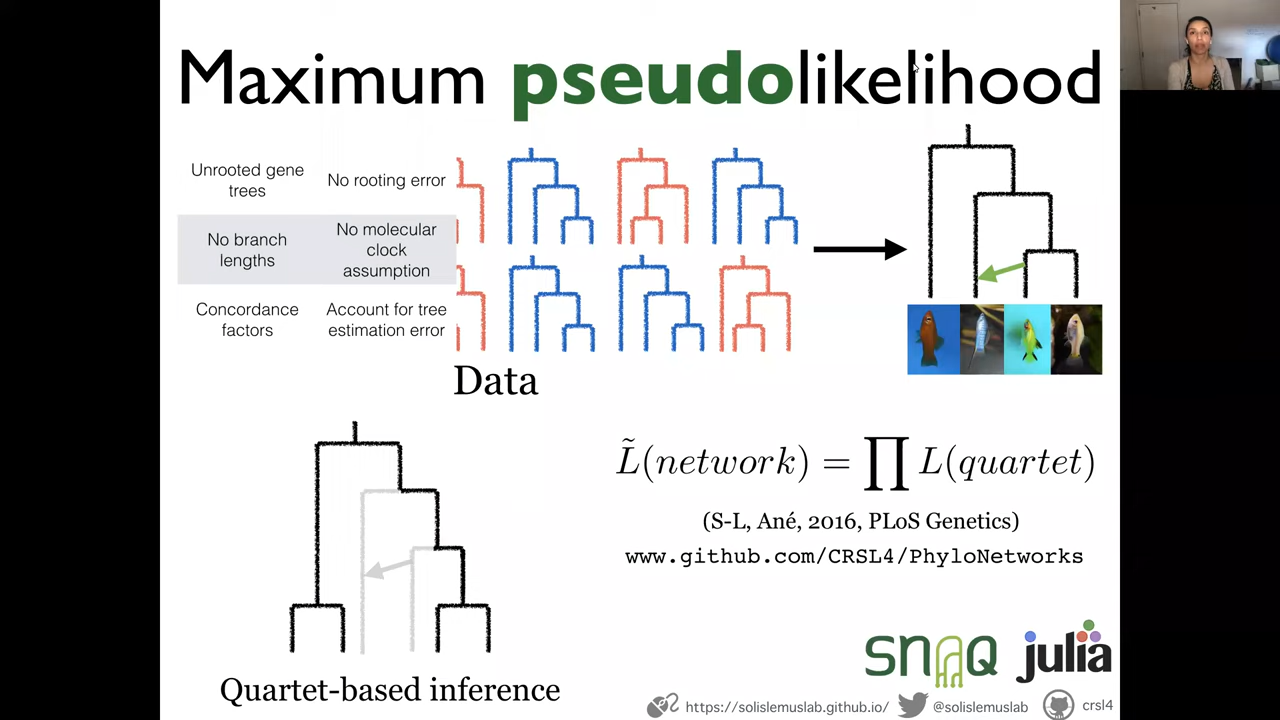 Maximum pseudolikelihood
Unrooted gene
trees
No rooting error
No branch
lengths
No molecular
clock
assumption
Concordance
factors
Account for tree
estimation error
Data
L̃(network) = ∏ L(quartet)
(S-L, Ané, 2016, PLoS Genetics)
www.github.com/CRSL4/PhyloNetworks
Quartet-based inference
snaQ
julia
https://solislemuslab.github.io/
@solislemuslab
crsl4